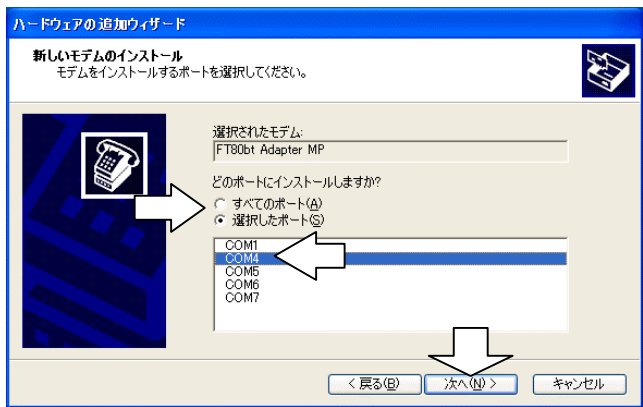 ハードウェアの追加ウィザード
新しいモデムのインストール
モデムをインストールするポートを選択してください。
選択されたモデム:
FT80bt Adapter MP
どのポートにインストールしますか?
すべてのポート(A)
選択したポート(S)
COM1
COM4
COM5
COM6
COM7
< 戻る(B)
次へ(N) >
キャンセル